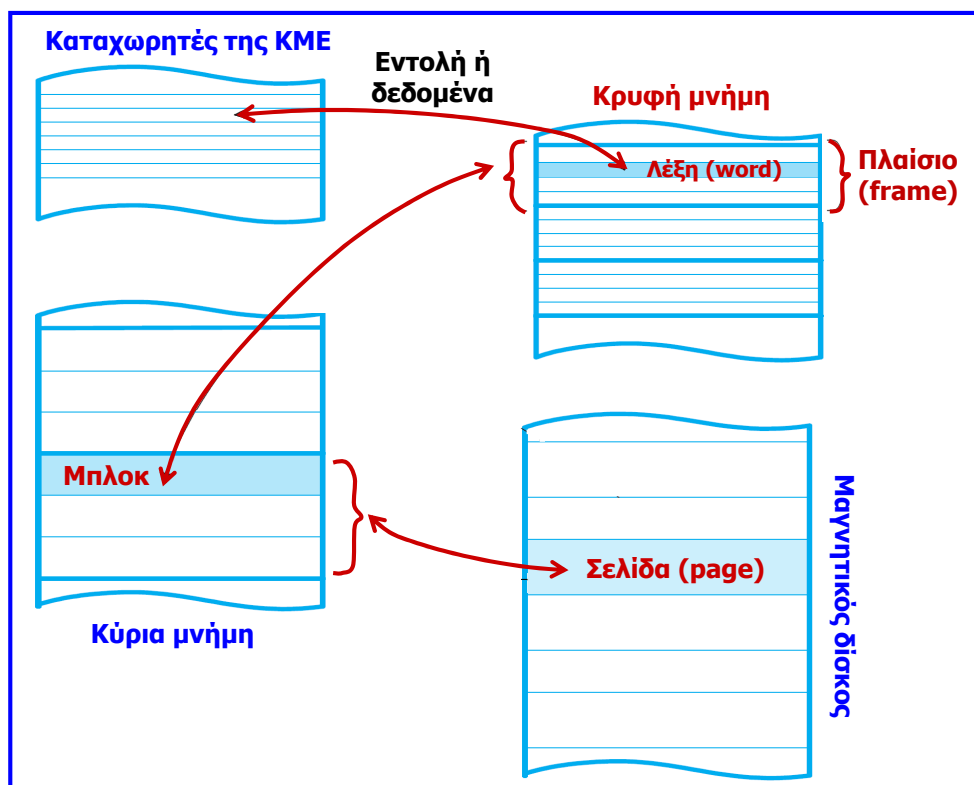 Καταχωρητές της ΚΜΕ
Εντολή ή
δεδομένα
Κρυφή μνήμη
Λέξη (word)
Πλαίσιο
(frame)
Μπλοκ
Κύρια μνήμη
Σελίδα (page)
Μαγνητικός δίσκος